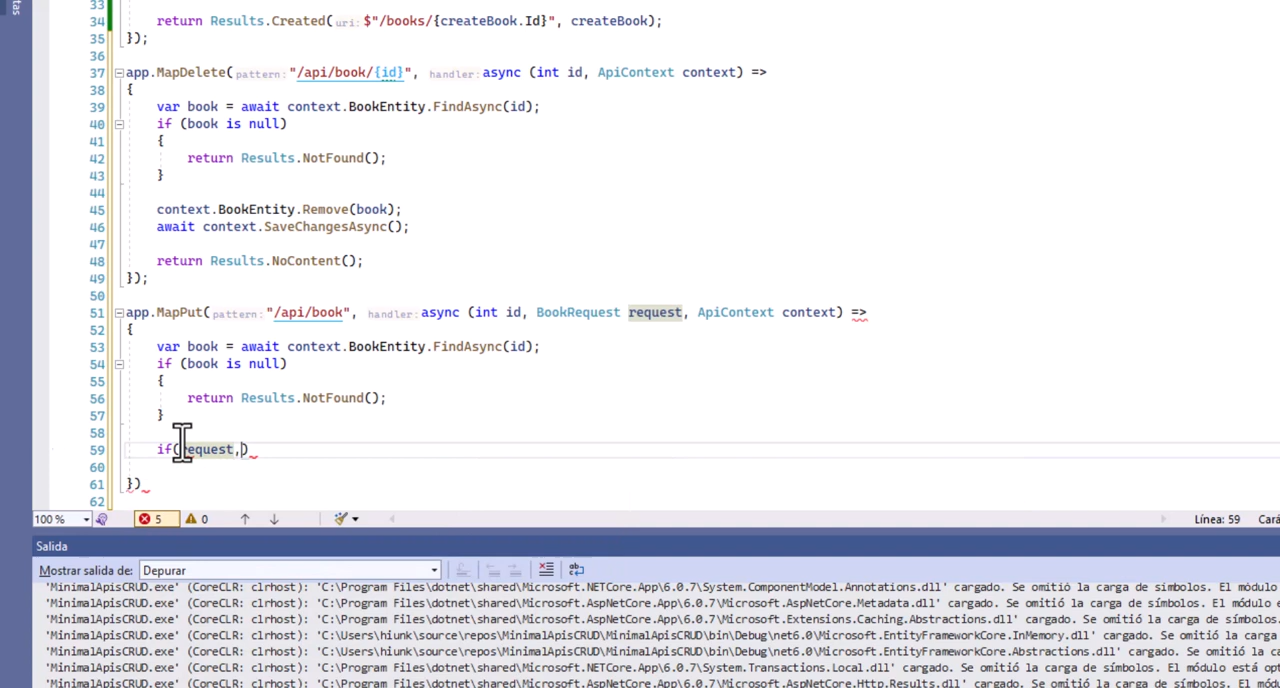 tas
33
34 return Results.Created(uri: $"/books/{createBook.Id}", createBook);
35 });
36
37 app.MapDelete(pattern: "/api/book/{id}", handler: async (int id, ApiContext context) =>
38 {
39 var book = await context.BookEntity.FindAsync(id);
40 if (book is null)
41 {
42 return Results.NotFound();
43 }
44
45 context.BookEntity.Remove(book);
46 await context.SaveChangesAsync();
47
48 return Results.NoContent();
49 });
50
51 app.MapPut(pattern: "/api/book", handler: async (int id, BookRequest request, ApiContext context) =>
52 {
53 var book = await context.BookEntity.FindAsync(id);
54 if (book is null)
55 {
56 return Results.NotFound();
57 }
58
59 if(request,)
60
61 })
62
100 % 5 0 Línea: 59 Cará
Salida
Mostrar salida de: Depurar
'MinimalApisCRUD.exe' (CoreCLR: clrhost): 'C:\Program Files\dotnet\shared\Microsoft.NETCore.App\6.0.7\System.ComponentModel.Annotations.dll' cargado. Se omitió la carga de símbolos. El módulo
'MinimalApisCRUD.exe' (CoreCLR: clrhost): 'C:\Program Files\dotnet\shared\Microsoft.AspNetCore.App\6.0.7\Microsoft.AspNetCore.Metadata.dll' cargado. Se omitió la carga de símbolos. El módulo e
'MinimalApisCRUD.exe' (CoreCLR: clrhost): 'C:\Program Files\dotnet\shared\Microsoft.AspNetCore.App\6.0.7\Microsoft.Extensions.Caching.Abstractions.dll' cargado. Se omitió la carga de símbolos.
'MinimalApisCRUD.exe' (CoreCLR: clrhost): 'C:\Users\hiunk\source\repos\MinimalApisCRUD\MinimalApisCRUD\bin\Debug\net6.0\Microsoft.EntityFrameworkCore.InMemory.dll' cargado. Se omitió la carga
'MinimalApisCRUD.exe' (CoreCLR: clrhost): 'C:\Users\hiunk\source\repos\MinimalApisCRUD\MinimalApisCRUD\bin\Debug\net6.0\Microsoft.EntityFrameworkCore.Abstractions.dll' cargado. Se omitió la ca
'MinimalApisCRUD.exe' (CoreCLR: clrhost): 'C:\Program Files\dotnet\shared\Microsoft.NETCore.App\6.0.7\System.Transactions.Local.dll' cargado. Se omitió la carga de símbolos. El módulo está opt
'MinimalApisCRUD.exe' (CoreCLR: clrhost): 'C:\Program Files\dotnet\shared\Microsoft.AspNetCore.App\6.0.7\Microsoft.AspNetCore.Http.Results.dll' cargado. Se omitió la carga de símbolos. El módu